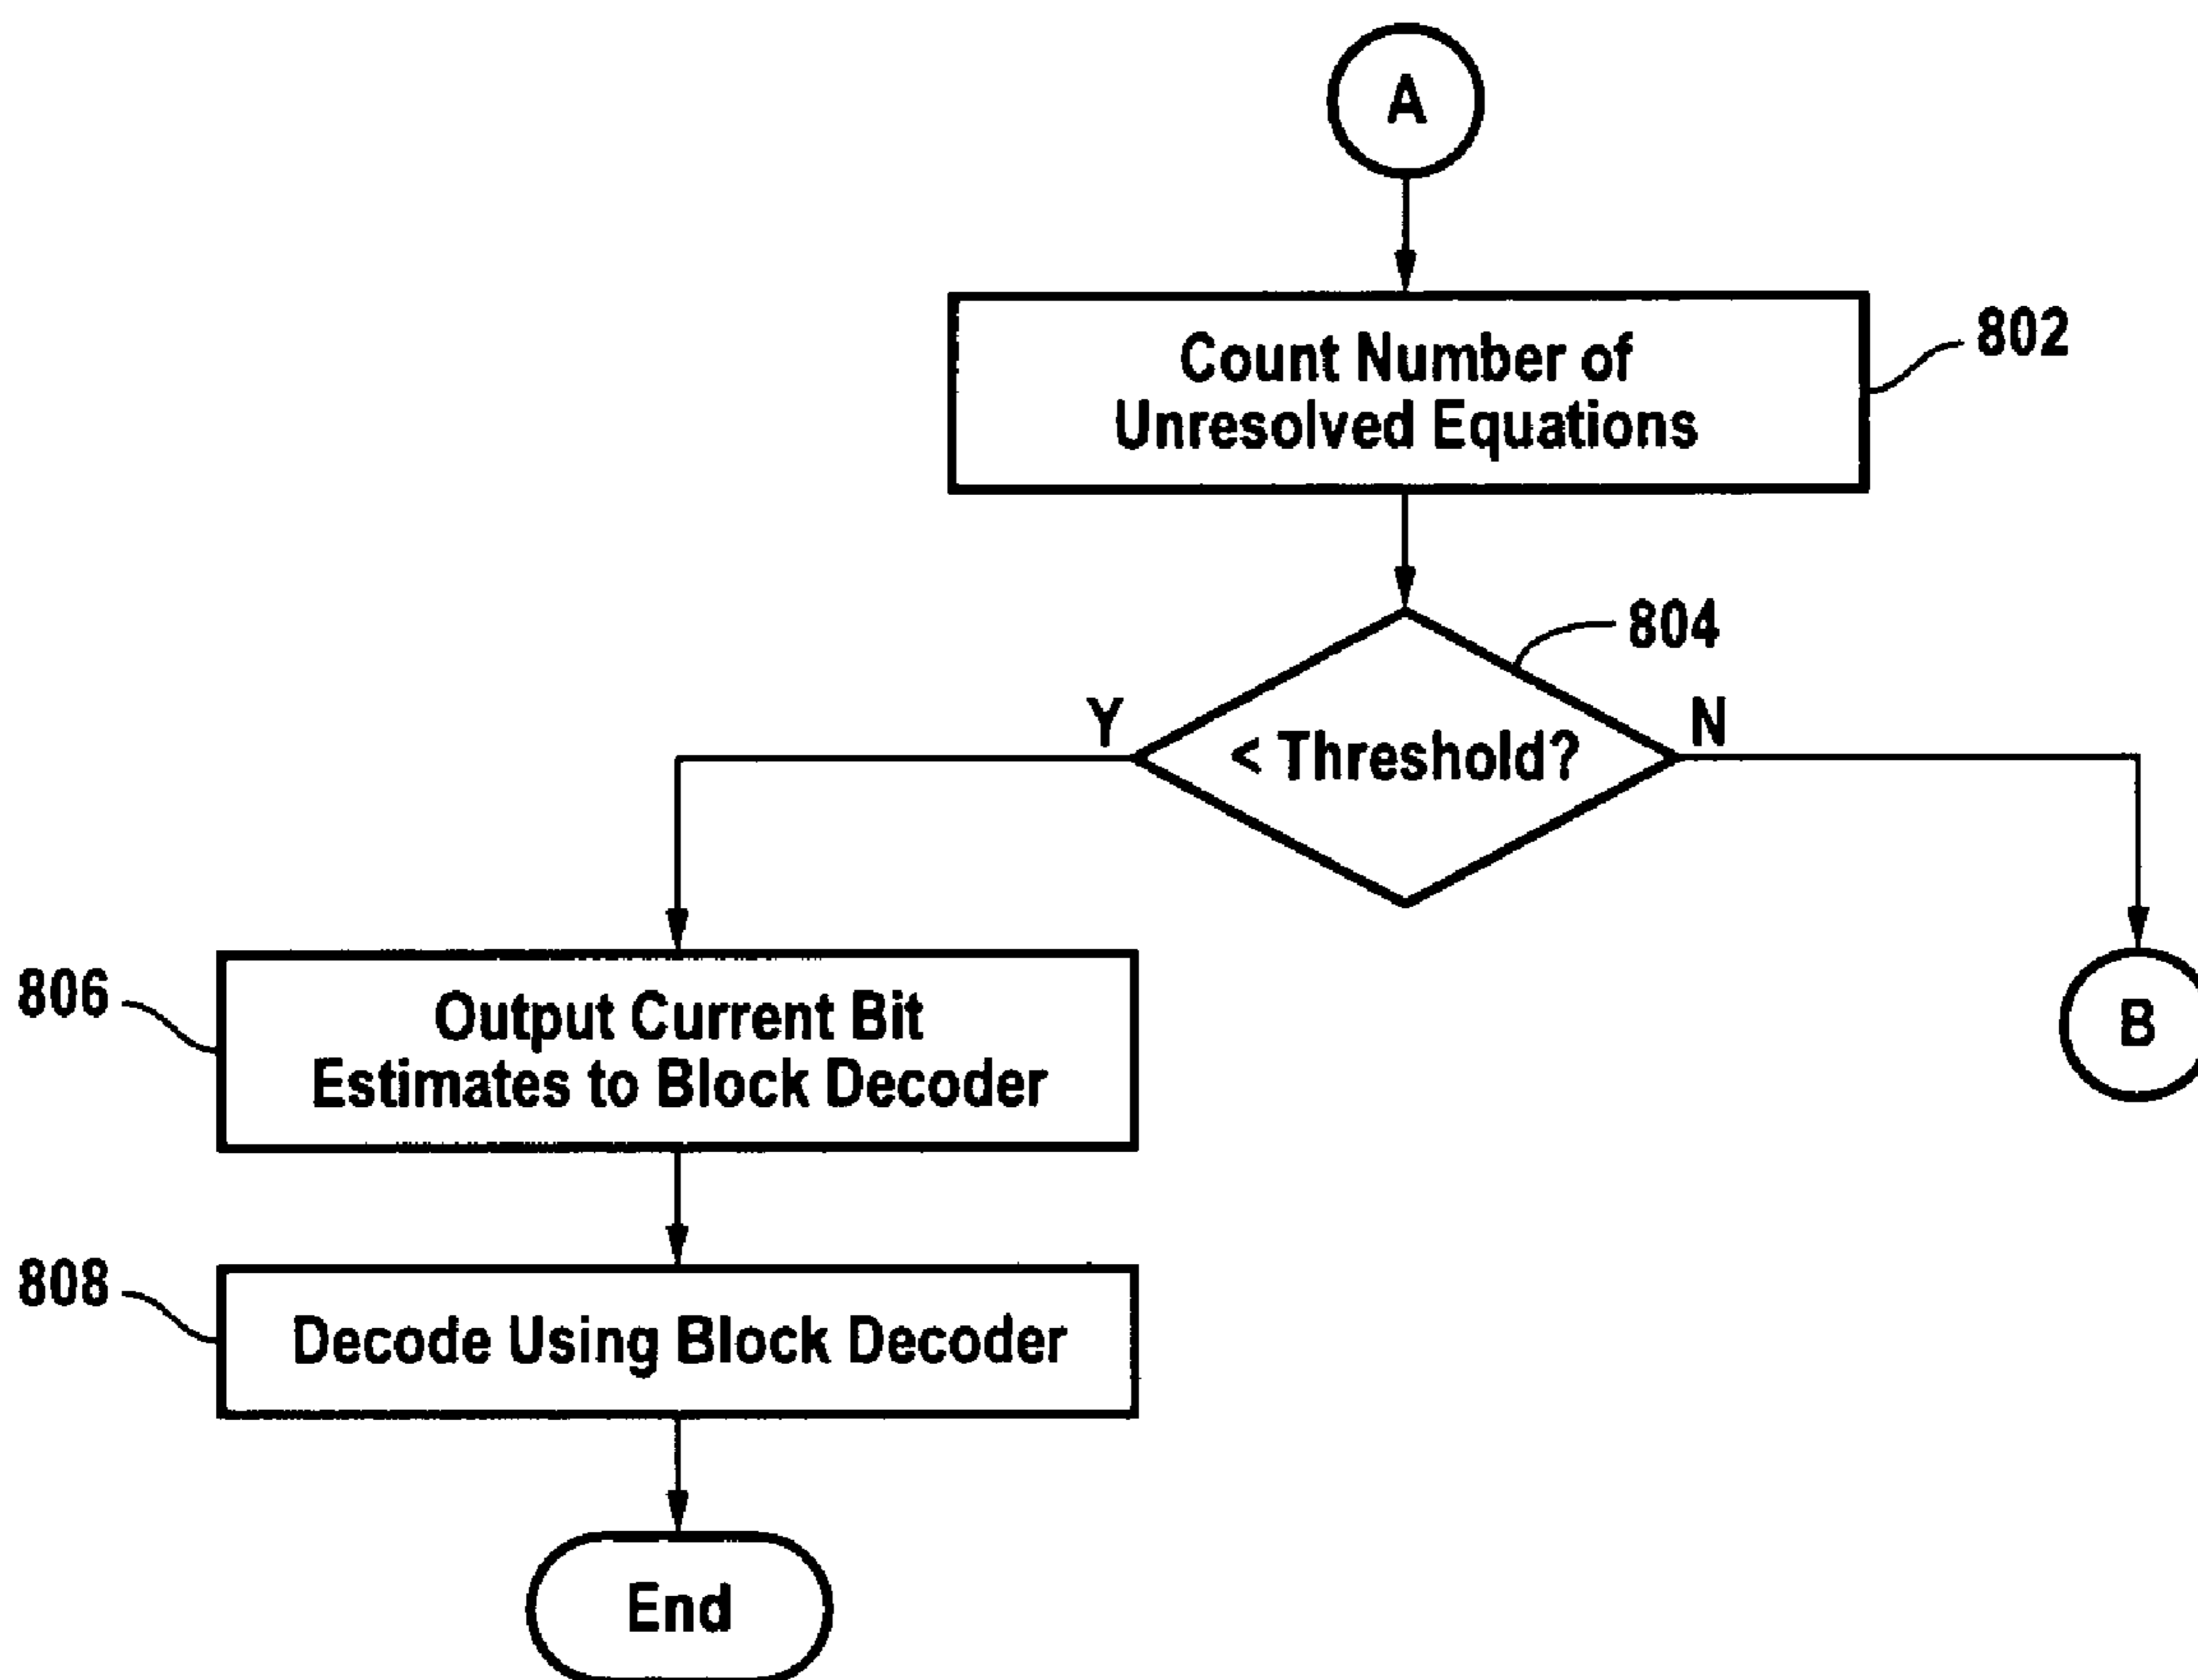 A
Count Number of
Unresolved Equations
802
804
Y
< Threshold?
N
806
Output Current Bit
Estimates to Block Decoder
B
808
Decode Using Block Decoder
End